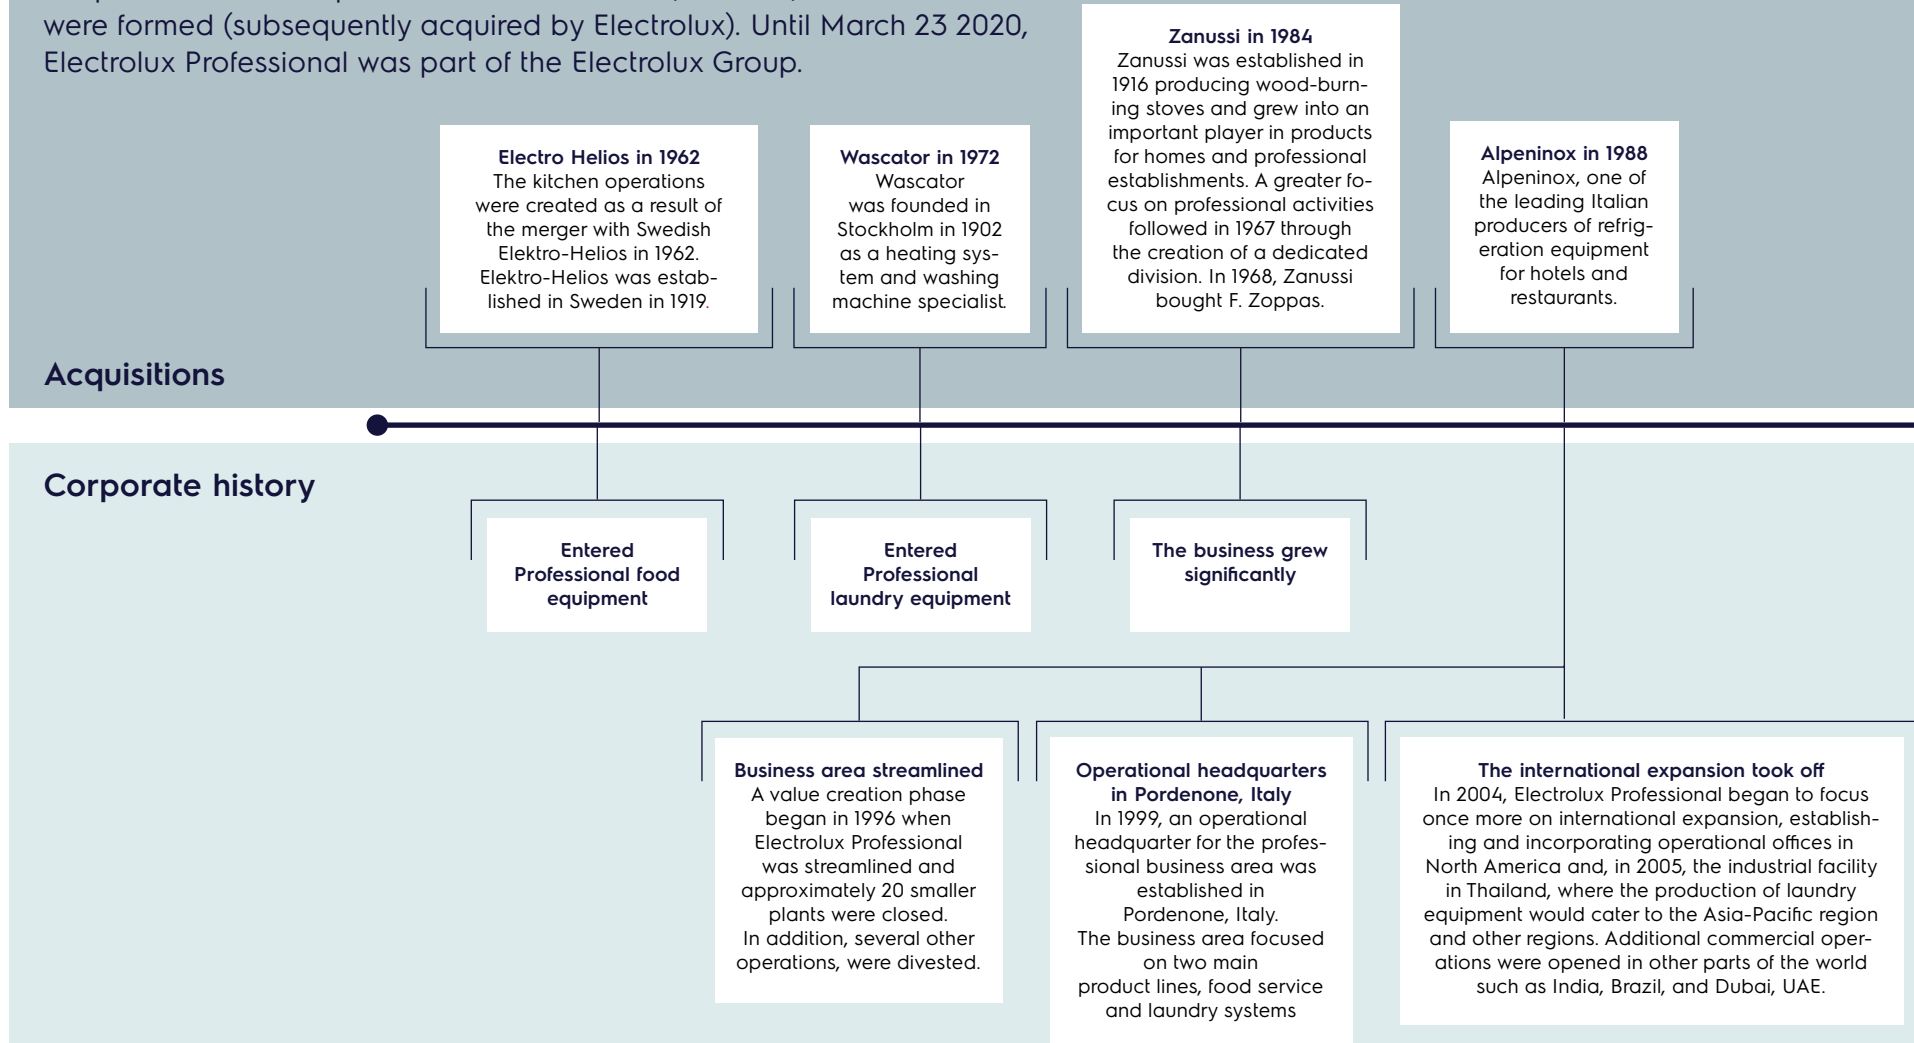 were formed (subsequently acquired by Electrolux). Until March 23 2020,
Electrolux Professional was part of the Electrolux Group.
Electro Helios in 1962
The kitchen operations
were created as a result of
the merger with Swedish
Elektro-Helios in 1962.
Elektro-Helios was estab-
lished in Sweden in 1919.
Wascator in 1972
Wascator
was founded in
Stockholm in 1902
as a heating sys-
tem and washing
machine specialist.
Zanussi in 1984
Zanussi was established in
1916 producing wood-burn-
ing stoves and grew into an
important player in products
for homes and professional
establishments. A greater fo-
cus on professional activities
followed in 1967 through
the creation of a dedicated
division. In 1968, Zanussi
bought F. Zoppas.
Alpeninox in 1988
Alpeninox, one of
the leading Italian
producers of refrig-
eration equipment
for hotels and
restaurants.
Acquisitions
Corporate history
Entered
Professional food
equipment
Entered
Professional
laundry equipment
The business grew
significantly
Business area streamlined
A value creation phase
began in 1996 when
Electrolux Professional
was streamlined and
approximately 20 smaller
plants were closed.
In addition, several other
operations, were divested.
Operational headquarters
in Pordenone, Italy
In 1999, an operational
headquarter for the profes-
sional business area was
established in
Pordenone, Italy.
The business area focused
on two main
product lines, food service
and laundry systems
The international expansion took off
In 2004, Electrolux Professional began to focus
once more on international expansion, establish-
ing and incorporating operational offices in
North America and, in 2005, the industrial facility
in Thailand, where the production of laundry
equipment would cater to the Asia-Pacific region
and other regions. Additional commercial oper-
ations were opened in other parts of the world
such as India, Brazil, and Dubai, UAE.